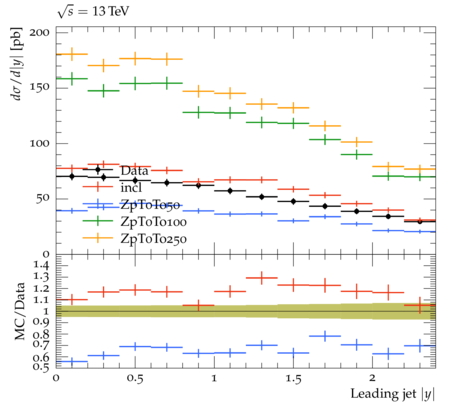 √s = 13 TeV
dσ/d|y| [pb]
200
150
100
50
0
Data
incl
ZpToTo50
ZpToTo100
ZpToTo250
MC/Data
1.4
1.3
1.2
1.1
1
0.9
0.8
0.7
0.6
0.5
0
0.5
1
1.5
2
Leading jet |y|